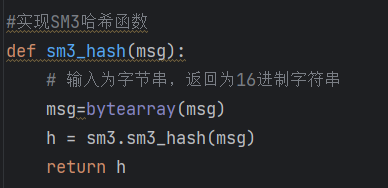 #实现SM3哈希函数
def sm3_hash(msg):
    # 输入为字节串，返回为16进制字符串
    msg=bytearray(msg)
    h = sm3.sm3_hash(msg)
    return h